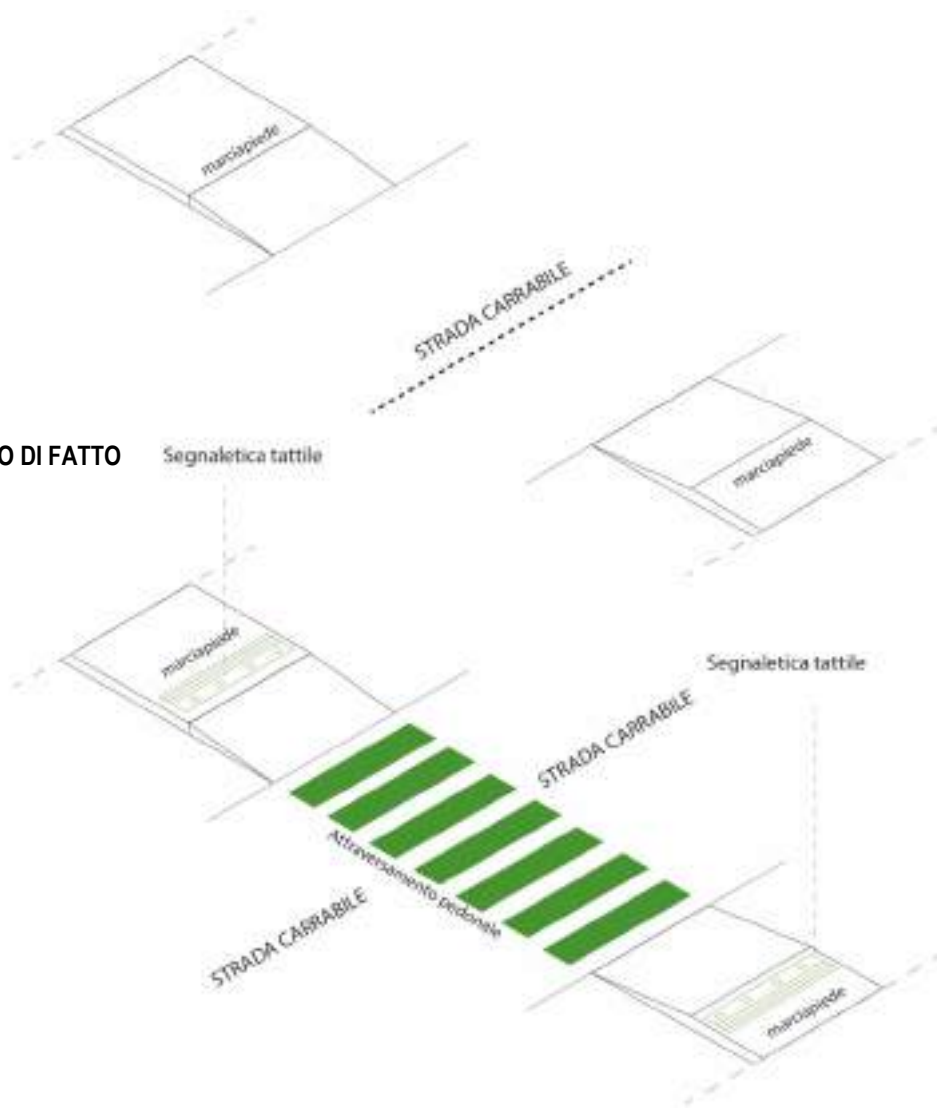 marciapiede
STRADA CARRABILE
marciapiede
O DI FATTO
Segnaletica tattile
marciapiede
Segnaletica tattile
STRADA CARRABILE
Attraversamento pedonale
STRADA CARRABILE
marciapiede